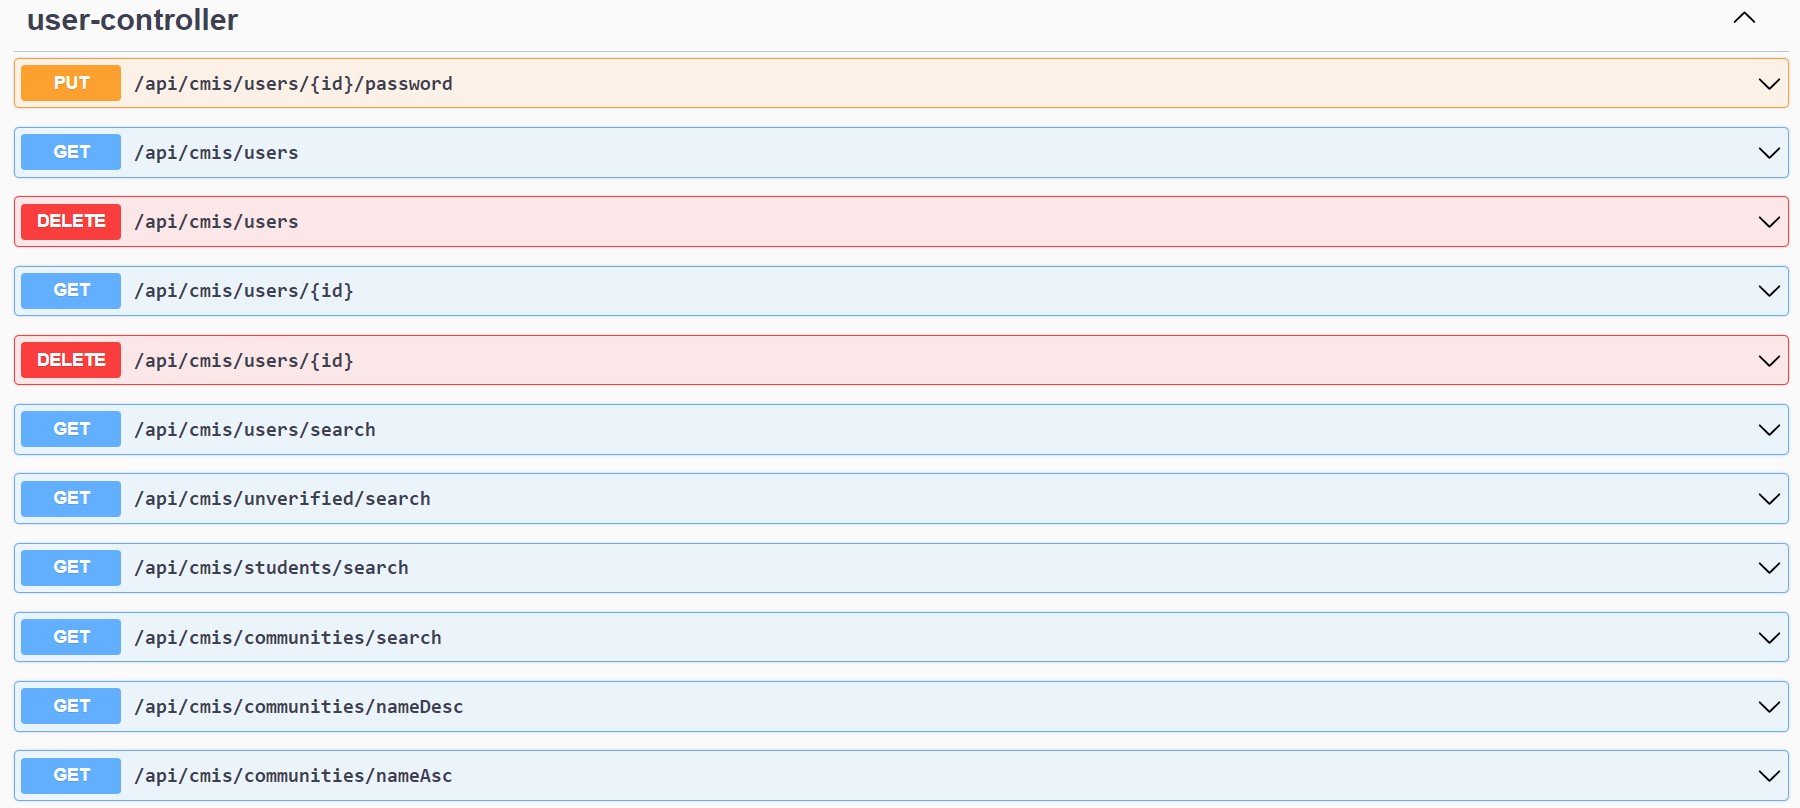 user-controller
PUT /api/cmis/users/{id}/password
GET /api/cmis/users
DELETE /api/cmis/users
GET /api/cmis/users/{id}
DELETE /api/cmis/users/{id}
GET /api/cmis/users/search
GET /api/cmis/unverified/search
GET /api/cmis/students/search
GET /api/cmis/communities/search
GET /api/cmis/communities/nameDesc
GET /api/cmis/communities/nameAsc